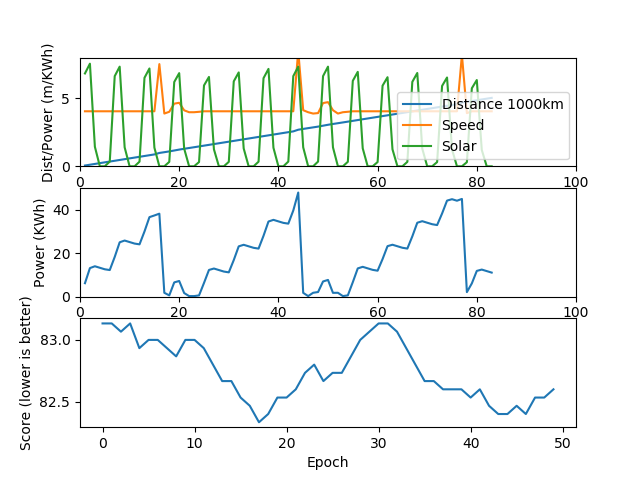 Dist/Power (m/KWh)
5
0
Distance 1000km
Speed
Solar
0 20 40 60 80 100
Power (KWh)
40
20
0
0 20 40 60 80 100
Score (lower is better)
83.0
82.5
0 10 20 30 40 50
Epoch